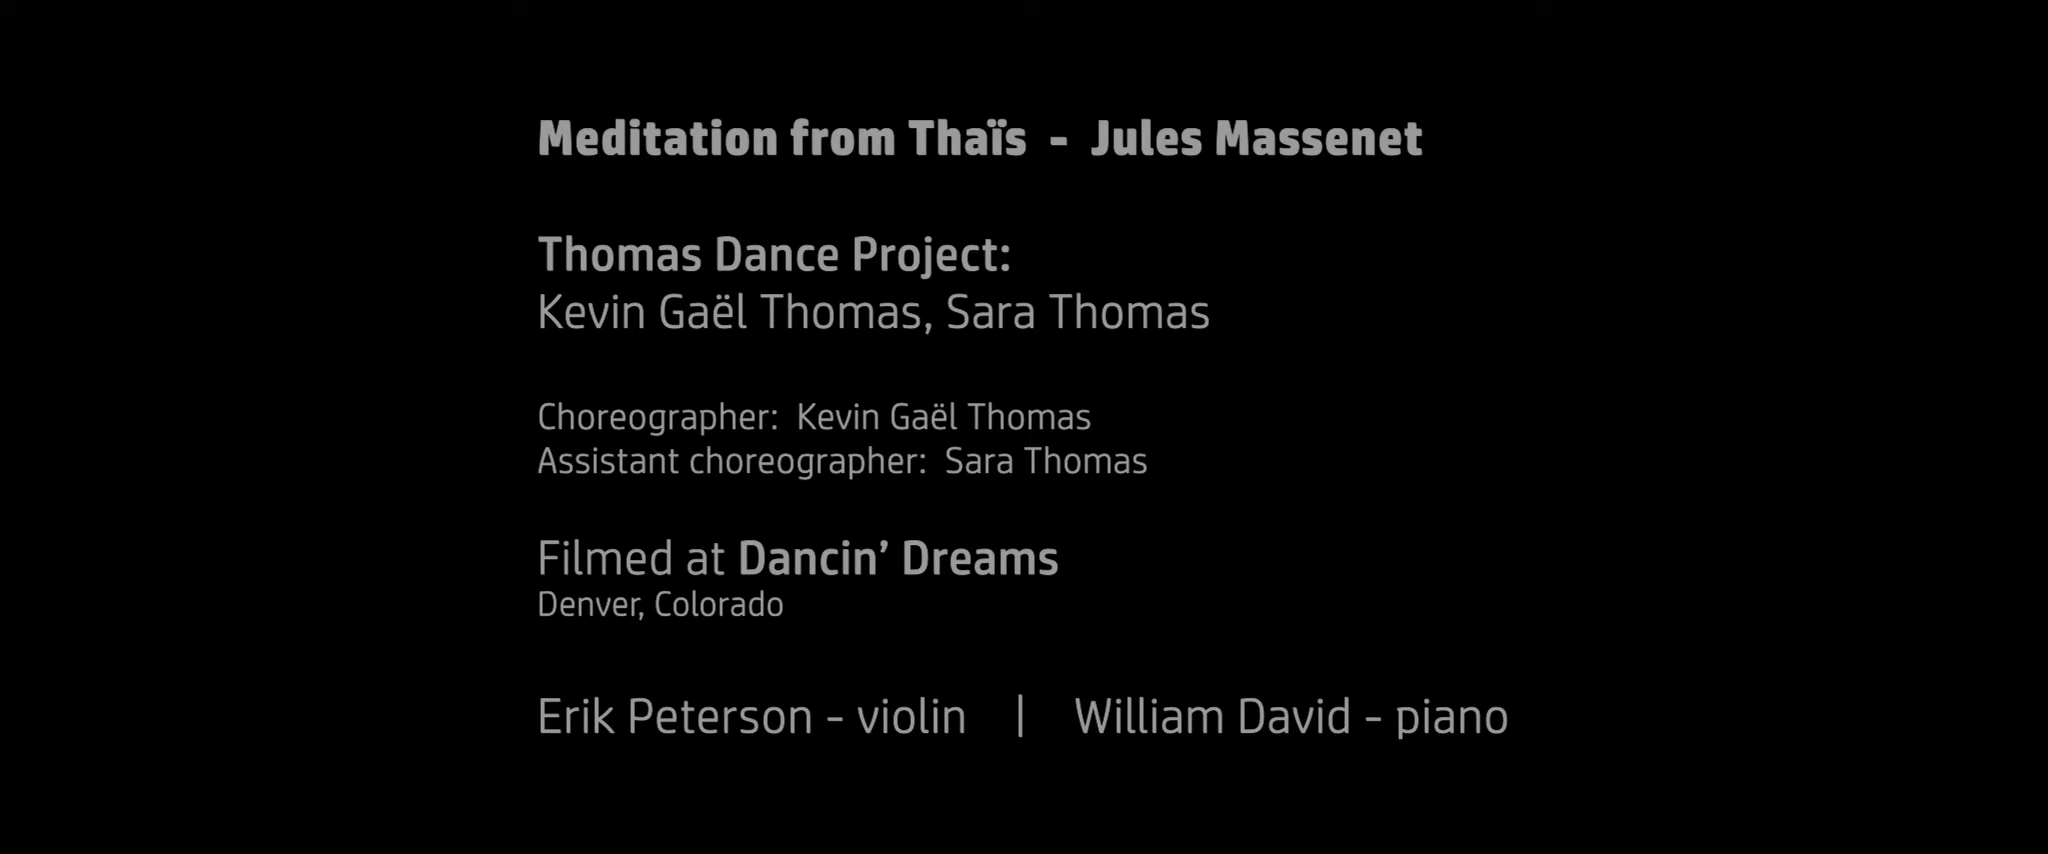 Meditation from Thaïs - Jules Massenet
Thomas Dance Project:
Kevin Gaël Thomas, Sara Thomas
Choreographer: Kevin Gaël Thomas
Assistant choreographer: Sara Thomas
Filmed at Dancin’ Dreams
Denver, Colorado
Erik Peterson - violin | William David - piano